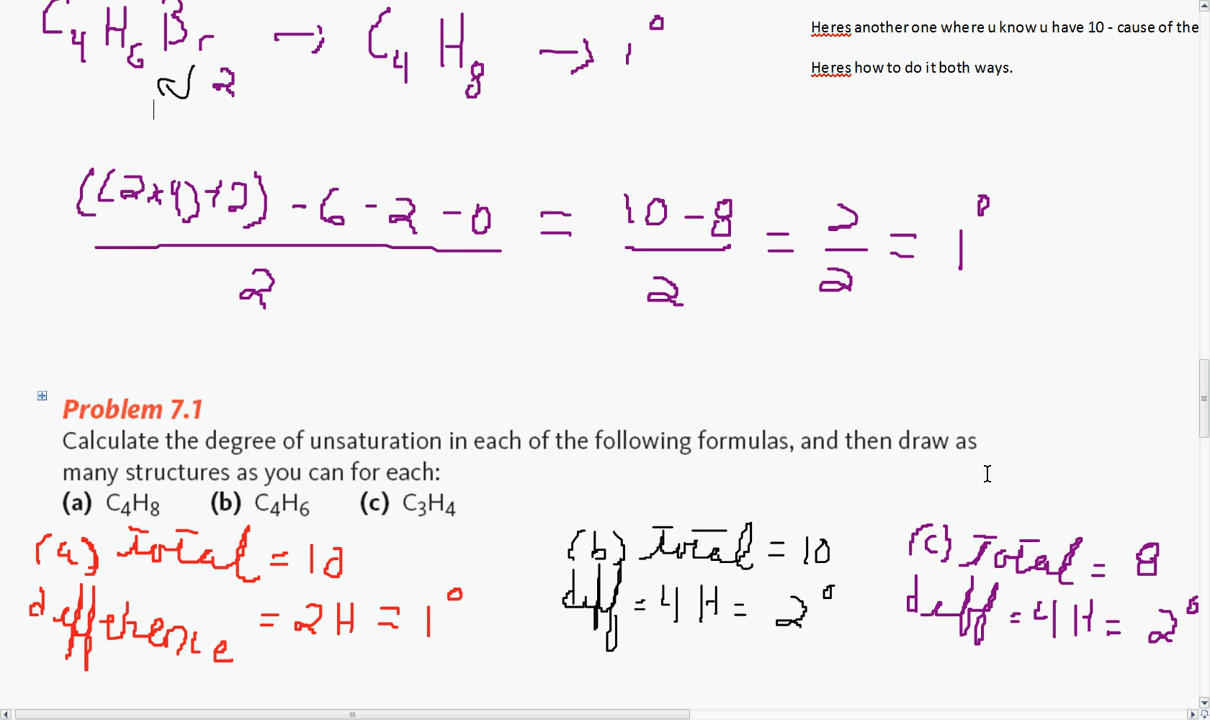 C₄H₆Br₂ → C₄H₈ → 1°
Heres another one where u know u have 10 - cause of the
Heres how to do it both ways.
((2*4)+2) - 6 - 2 - 0 = 10 - 8 = 2 = 1°
2 2 2
Problem 7.1
Calculate the degree of unsaturation in each of the following formulas, and then draw as
many structures as you can for each:
(a) C₄H₈ (b) C₄H₆ (c) C₃H₄
(a) Total = 10
difference = 2H = 1°
(b) Total = 10
diff = 4H = 2°
(c) Total = 8
diff = 4H = 2°